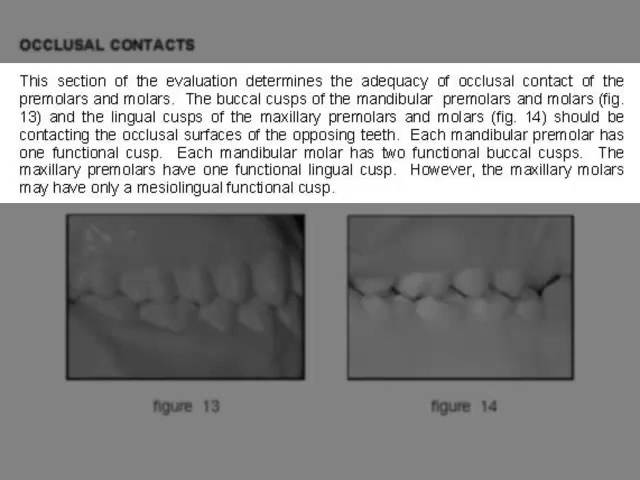 OCCLUSAL CONTACTS
This section of the evaluation determines the adequacy of occlusal contact of the
premolars and molars. The buccal cusps of the mandibular premolars and molars (fig.
13) and the lingual cusps of the maxillary premolars and molars (fig. 14) should be
contacting the occlusal surfaces of the opposing teeth. Each mandibular premolar has
one functional cusp. Each mandibular molar has two functional buccal cusps. The
maxillary premolars have one functional lingual cusp. However, the maxillary molars
may have only a mesiolingual functional cusp.
figure 13
figure 14